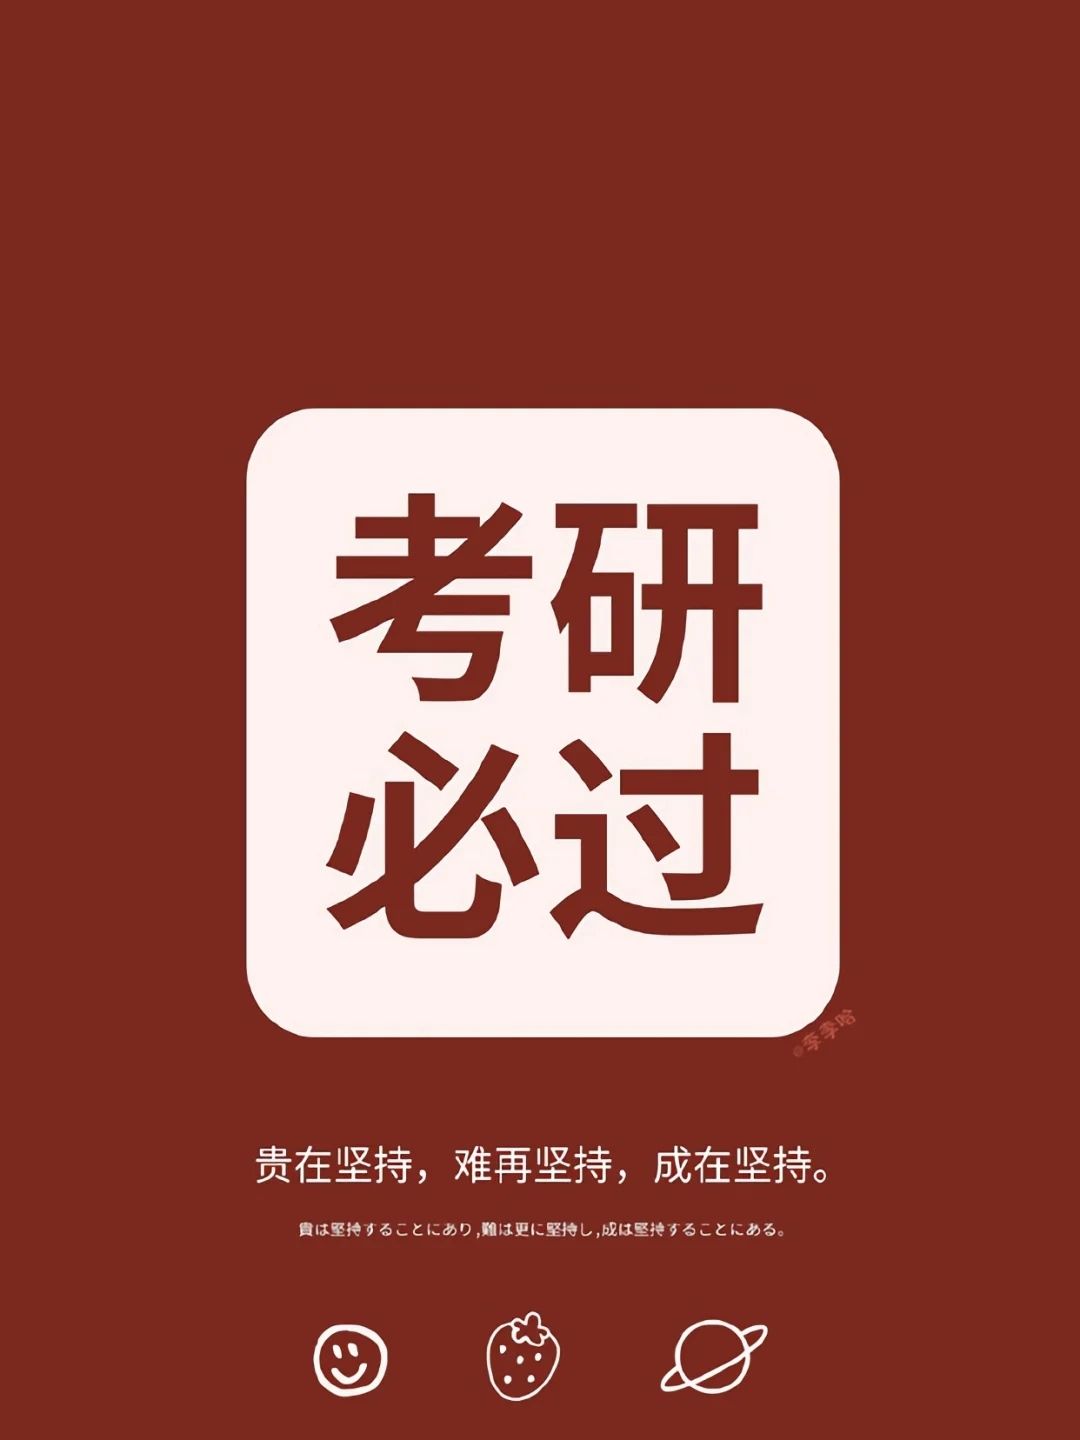 考研
必过
@李李哈
贵在坚持，难再坚持，成在坚持。
貴は堅持することにあり,難は更に堅持し,成は堅持することにある。